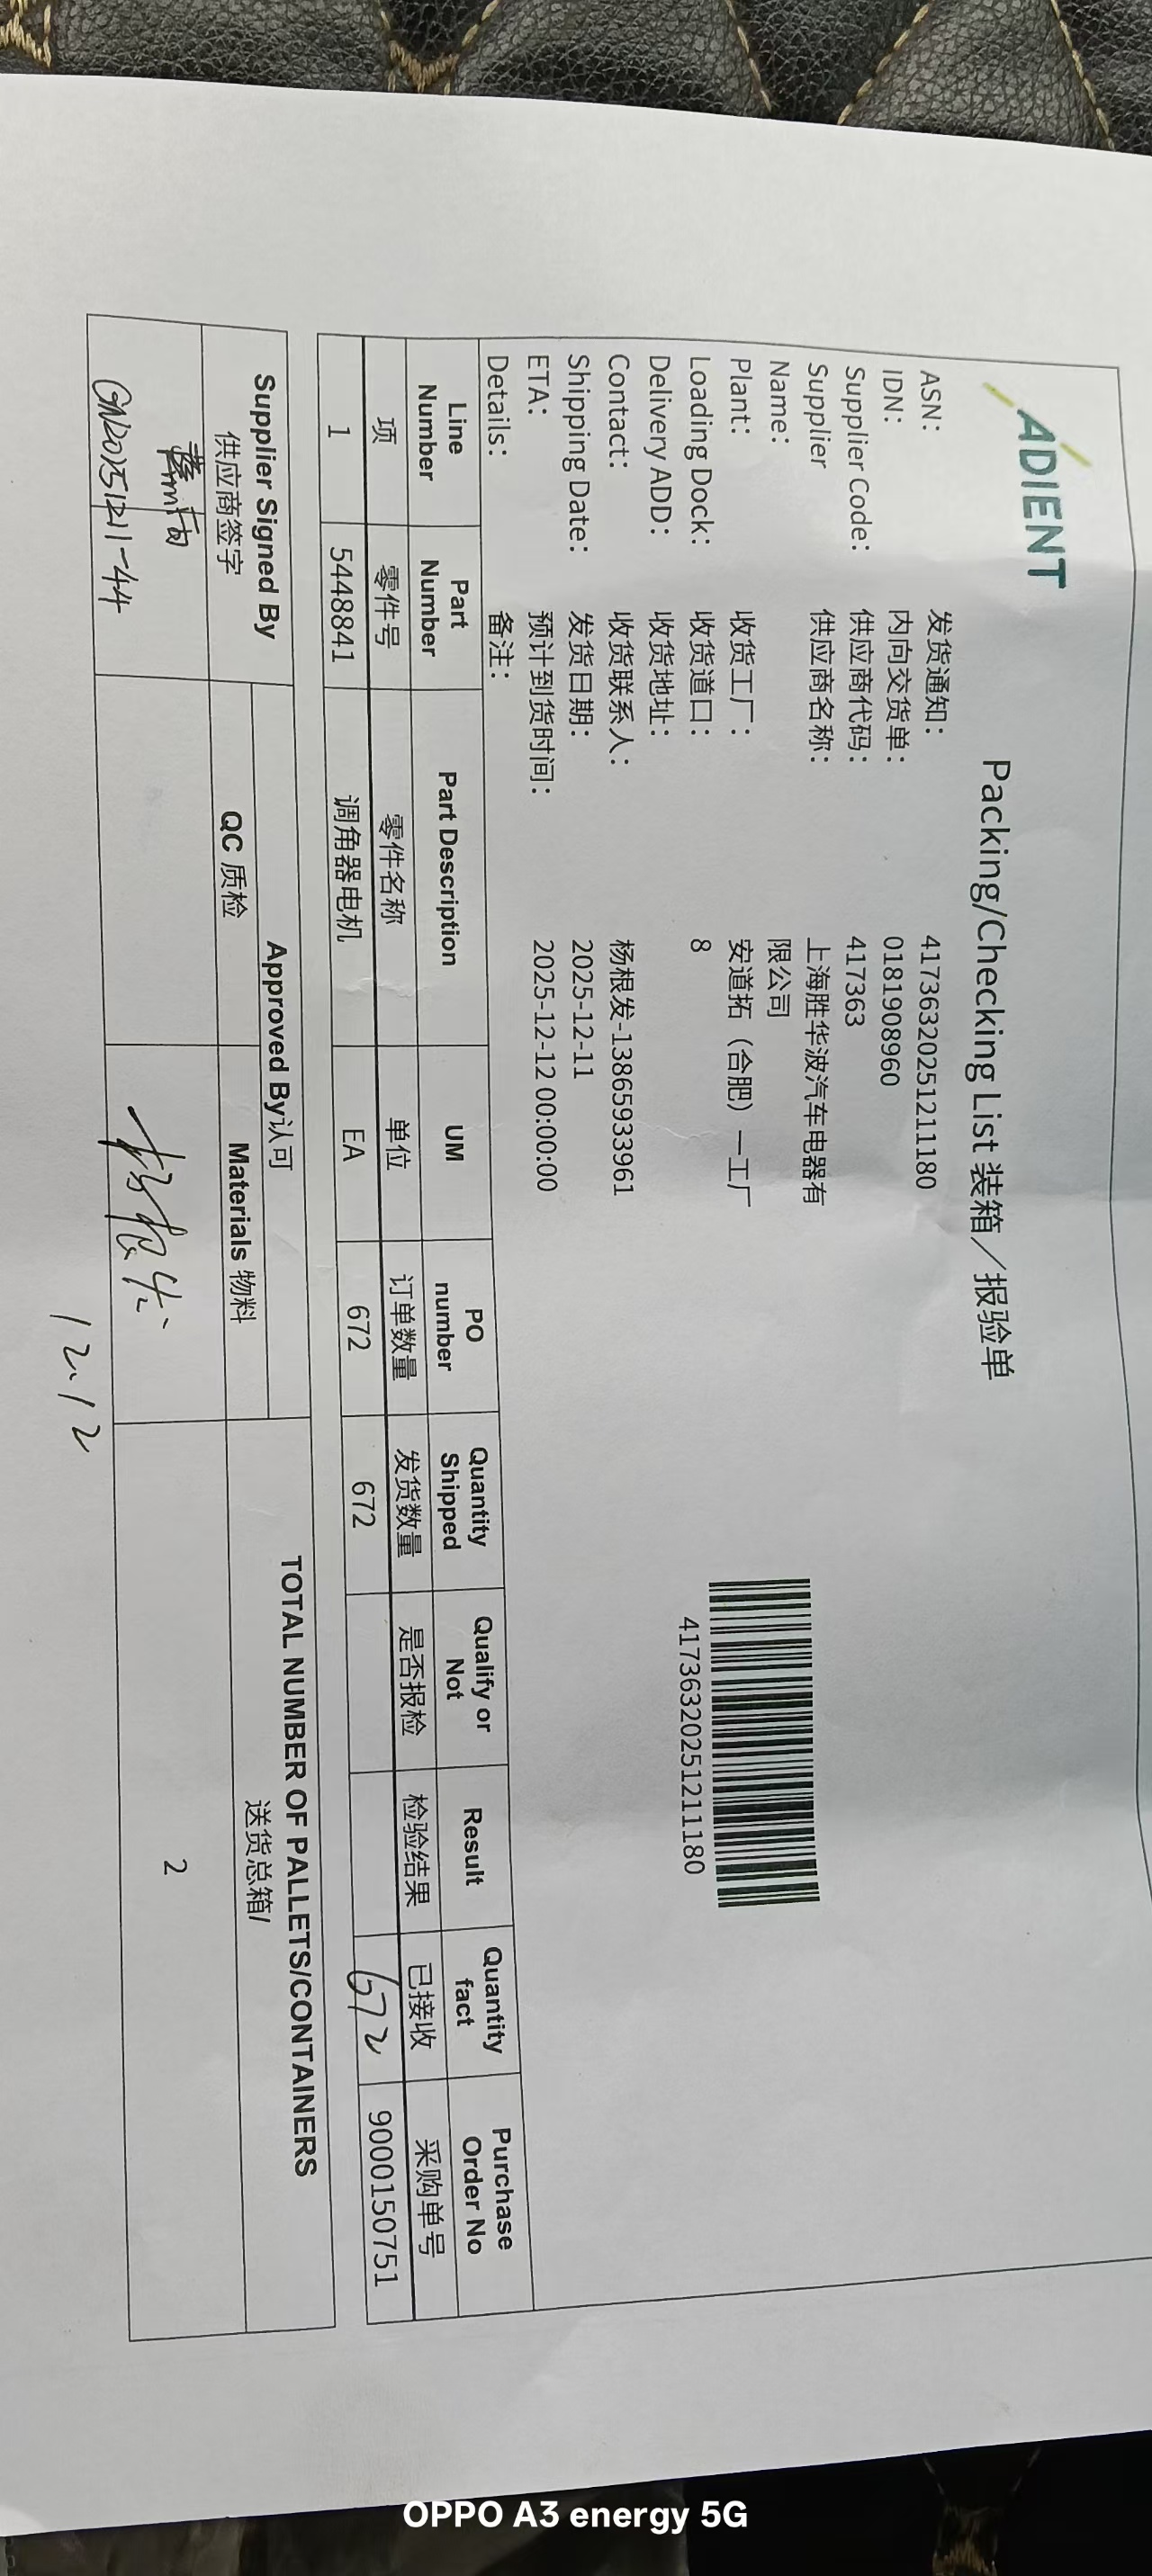 ADIENT
Packing/Checking List 装箱／报验单
ASN: 发货通知: 41736320251211180
IDN: 内向交货单: 0181908960
Supplier Code: 供应商代码: 417363
Supplier Name: 供应商名称: 上海胜华波汽车电器有限公司
Plant: 收货工厂: 安道拓（合肥）一工厂
Loading Dock: 收货道口: 8
Delivery ADD: 收货地址:
Contact: 收货联系人: 杨根发-13865933961
Shipping Date: 发货日期: 2025-12-11
ETA: 预计到货时间: 2025-12-12 00:00:00
Details: 备注:
41736320251211180
Line Number Part Number Part Description UM PO number Quantity Shipped Qualify or Not Result Quantity fact Purchase Order No
项 零件号 零件名称 单位 订单数量 发货数量 是否报检 检验结果 已接收 采购单号
1 5448841 调角器电机 EA 672 672 672 9000150751
Supplier Signed By Approved By认可 TOTAL NUMBER OF PALLETS/CONTAINERS
供应商签字 QC 质检 Materials 物料 送货总箱/
杨根发 2
20251211-44
12.12
OPPO A3 energy 5G